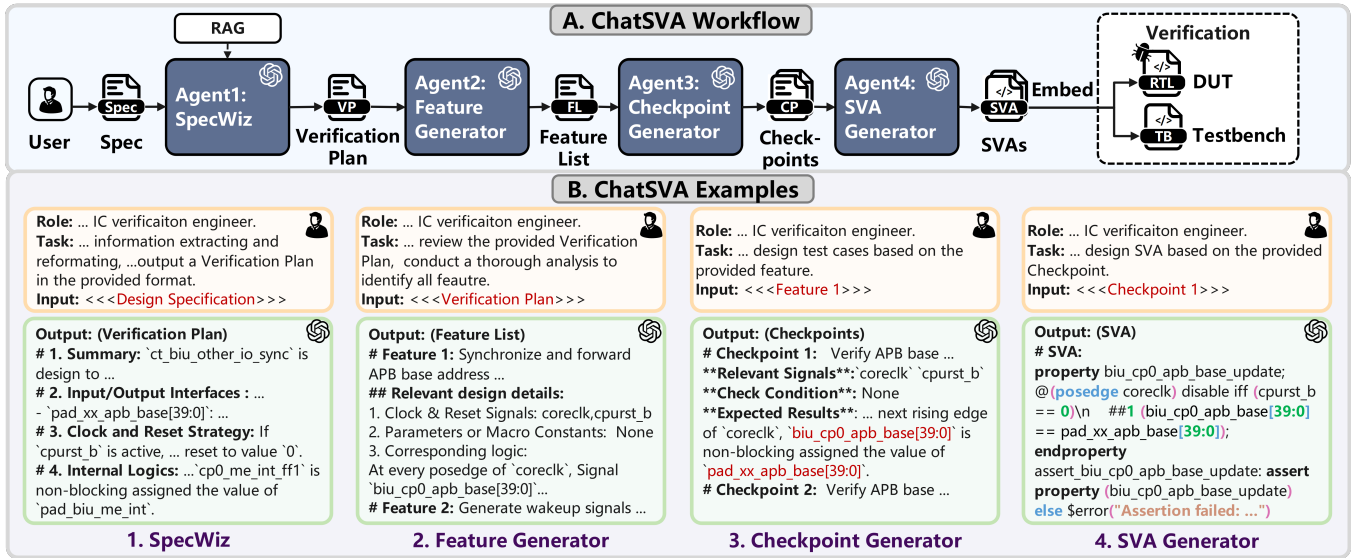 A. ChatSVA Workflow
RAG
User
Spec
Spec
Agent1:
SpecWiz
VP
Verification
Plan
Agent2:
Feature
Generator
FL
Feature
List
Agent3:
Checkpoint
Generator
CP
Check-
points
Agent4:
SVA
Generator
</>
SVA
SVAs
Embed
Verification
</>
RTL
DUT
</>
TB
Testbench
B. ChatSVA Examples
Role: ... IC verificaiton engineer.
Task: ... information extracting and
reformating, ...output a Verification Plan
in the provided format.
Input: <<<Design Specification>>>
Output: (Verification Plan)
# 1. Summary: `ct_biu_other_io_sync` is
design to ...
# 2. Input/Output Interfaces : ...
- `pad_xx_apb_base[39:0]`: ...
# 3. Clock and Reset Strategy: If
`cpurst_b` is active, ... reset to value `0`.
# 4. Internal Logics: ...`cp0_me_int_ff1` is
non-blocking assigned the value of
`pad_biu_me_int`.
1. SpecWiz
Role: ... IC verificaiton engineer.
Task: ... review the provided Verification
Plan, conduct a thorough analysis to
identify all feautre.
Input: <<<Verification Plan>>>
Output: (Feature List)
# Feature 1: Synchronize and forward
APB base address ...
## Relevant design details:
1. Clock & Reset Signals: coreclk,cpurst_b
2. Parameters or Macro Constants: None
3. Corresponding logic:
At every posedge of `coreclk`, Signal
`biu_cp0_apb_base[39:0]`...
# Feature 2: Generate wakeup signals ...
2. Feature Generator
Role: ... IC verificaiton engineer.
Task: ... design test cases based on the
provided feature.
Input: <<<Feature 1>>>
Output: (Checkpoints)
# Checkpoint 1: Verify APB base ...
**Relevant Signals**:`coreclk` `cpurst_b`
**Check Condition**: None
**Expected Results**: ... next rising edge
of `coreclk`, `biu_cp0_apb_base[39:0]` is
non-blocking assigned the value of
`pad_xx_apb_base[39:0]`.
# Checkpoint 2: Verify APB base ...
3. Checkpoint Generator
Role: ... IC verificaiton engineer.
Task: ... design SVA based on the provided
Checkpoint.
Input: <<<Checkpoint 1>>>
Output: (SVA)
# SVA:
property biu_cp0_apb_base_update;
@(posedge coreclk) disable iff (cpurst_b
== 0)\n ##1 (biu_cp0_apb_base[39:0]
== pad_xx_apb_base[39:0]);
endproperty
assert_biu_cp0_apb_base_update: assert
property (biu_cp0_apb_base_update)
else $error("Assertion failed: ...")
4. SVA Generator